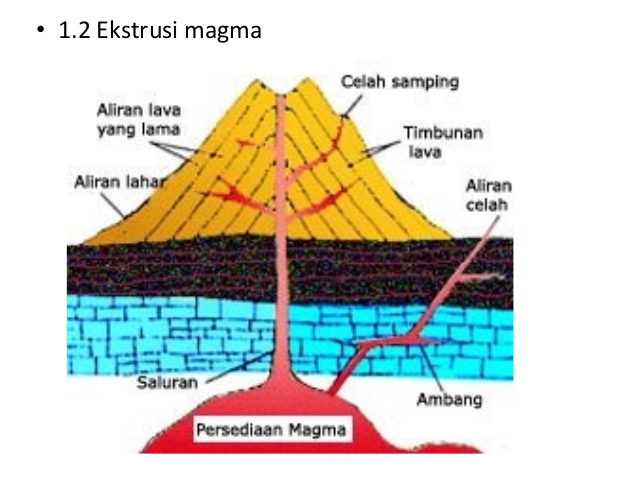 • 1.2 Ekstrusi magma
Celah samping
Aliran lava
yang lama
Timbunan
lava
Aliran lahar
Aliran
celah
Saluran
Ambang
Persediaan Magma